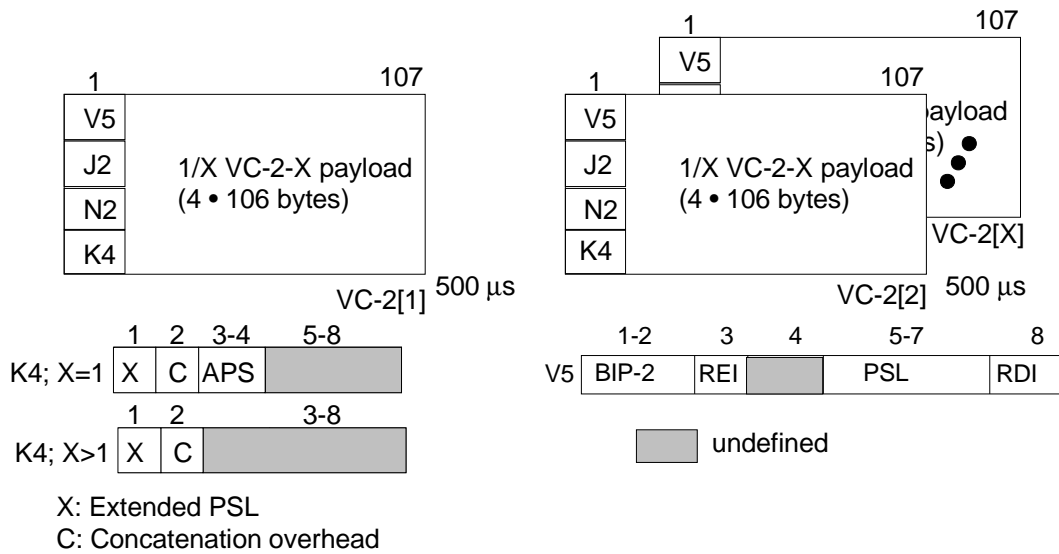 1 107
V5
J2
N2
K4
1/X VC-2-X payload
(4 • 106 bytes)
VC-2[1]
500 µs
1 107
V5
ayload
s)
VC-2[X]
1 107
V5
J2
N2
K4
1/X VC-2-X payload
(4 • 106 bytes)
VC-2[2]
500 µs
1 2 3-4 5-8
K4; X=1 X C APS
1 2 3-8
K4; X>1 X C
X: Extended PSL
C: Concatenation overhead
1-2 3 4 5-7 8
V5 BIP-2 REI PSL RDI
undefined